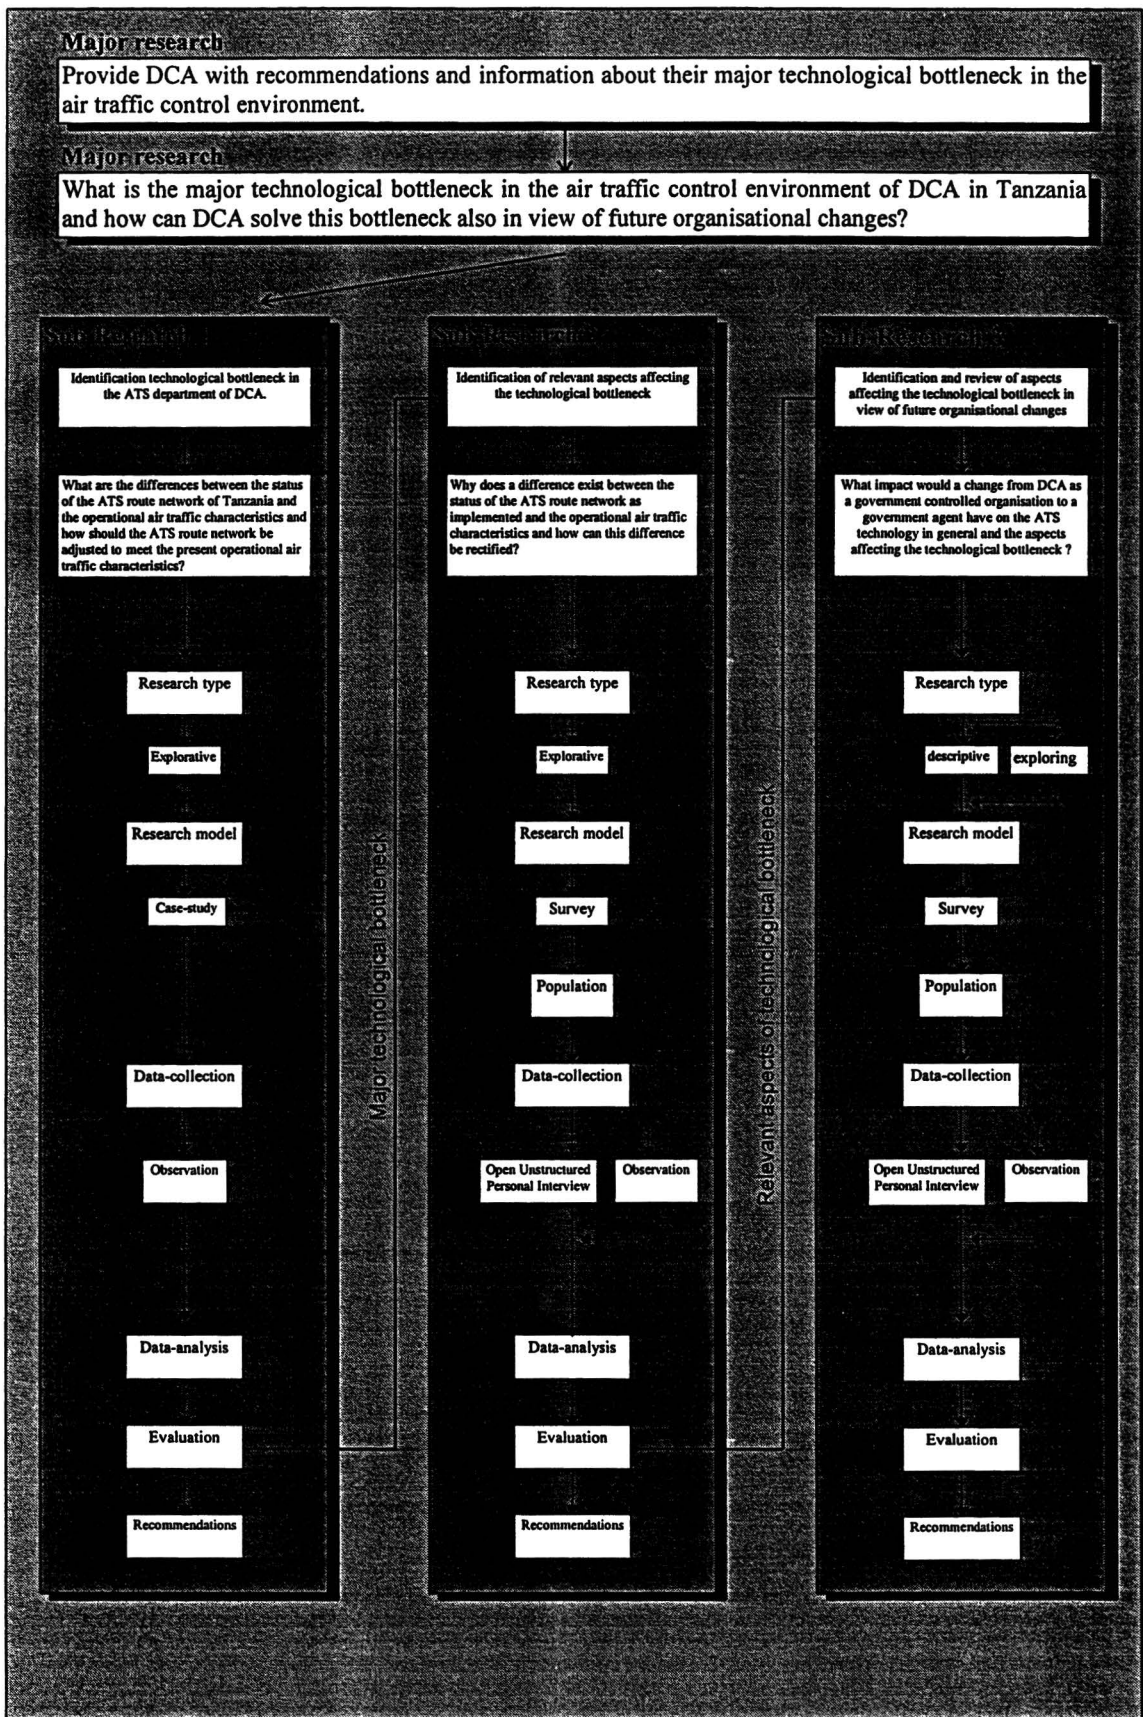 Major research
Provide DCA with recommendations and information about their major technological bottleneck in the
air traffic control environment.
Major research
What is the major technological bottleneck in the air traffic control environment of DCA in Tanzania
and how can DCA solve this bottleneck also in view of future organisational changes?
Sub Research
Identification technological bottleneck in
the ATS department of DCA.
What are the differences between the status
of the ATS route network of Tanzania and
the operational air traffic characteristics and
how should the ATS route network be
adjusted to meet the present operational air
traffic characteristics?
Research type
Explorative
Research model
Case-study
Data-collection
Observation
Data-analysis
Evaluation
Recommendations
Major technological bottleneck
Sub Research
Identification of relevant aspects affecting
the technological bottleneck
Why does a difference exist between the
status of the ATS route network as
implemented and the operational air traffic
characteristics and how can this difference
be rectified?
Research type
Explorative
Research model
Survey
Population
Data-collection
Open Unstructured
Personal Interview
Observation
Data-analysis
Evaluation
Recommendations
Relevant aspects of technological bottleneck
Sub Research
Identification and review of aspects
affecting the technological bottleneck in
view of future organisational changes
What impact would a change from DCA as
a government controlled organisation to a
government agent have on the ATS
technology in general and the aspects
affecting the technological bottleneck ?
Research type
descriptive
exploring
Research model
Survey
Population
Data-collection
Open Unstructured
Personal Interview
Observation
Data-analysis
Evaluation
Recommendations